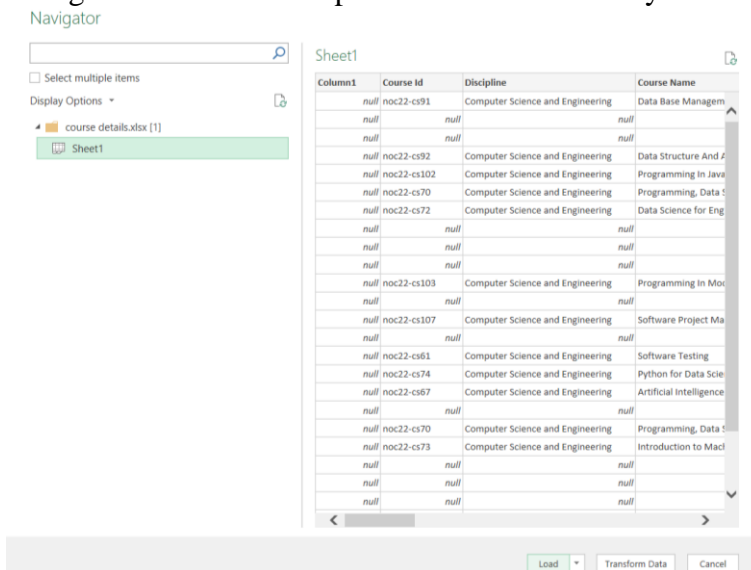 Navigator
Select multiple items
Display Options
course details.xlsx [1]
Sheet1
Sheet1
Column1 Course Id Discipline Course Name
null noc22-cs91 Computer Science and Engineering Data Base Managem
null null null
null null null
null noc22-cs92 Computer Science and Engineering Data Structure And A
null noc22-cs102 Computer Science and Engineering Programming In Java
null noc22-cs70 Computer Science and Engineering Programming, Data S
null noc22-cs72 Computer Science and Engineering Data Science for Eng
null null null
null null null
null null null
null noc22-cs103 Computer Science and Engineering Programming In Mod
null null null
null noc22-cs107 Computer Science and Engineering Software Project Ma
null null null
null noc22-cs61 Computer Science and Engineering Software Testing
null noc22-cs74 Computer Science and Engineering Python for Data Scie
null noc22-cs67 Computer Science and Engineering Artificial Intelligence
null null null
null noc22-cs70 Computer Science and Engineering Programming, Data S
null noc22-cs73 Computer Science and Engineering Introduction to Mach
null null null
null null null
null null null
Load Transform Data Cancel